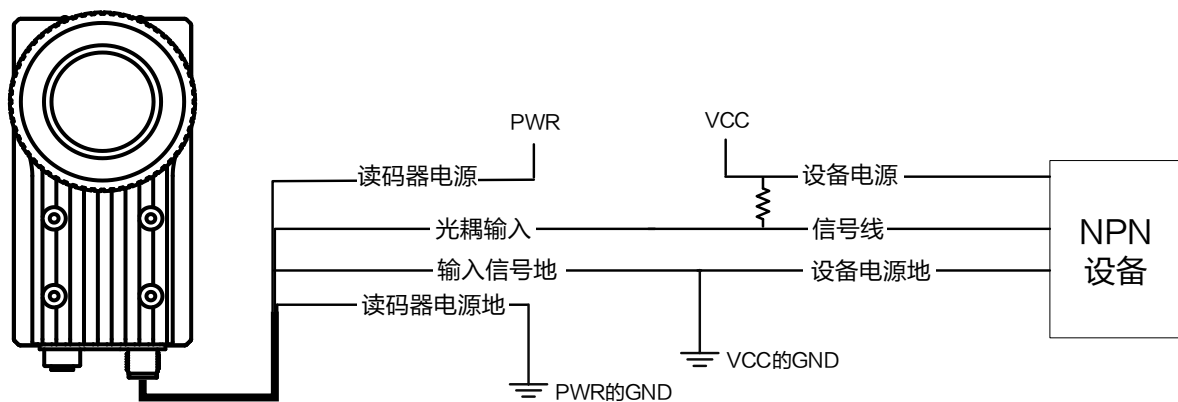 PWR
VCC
读码器电源
设备电源
光耦输入
信号线
NPN
设备
输入信号地
设备电源地
读码器电源地
VCC的GND
PWR的GND